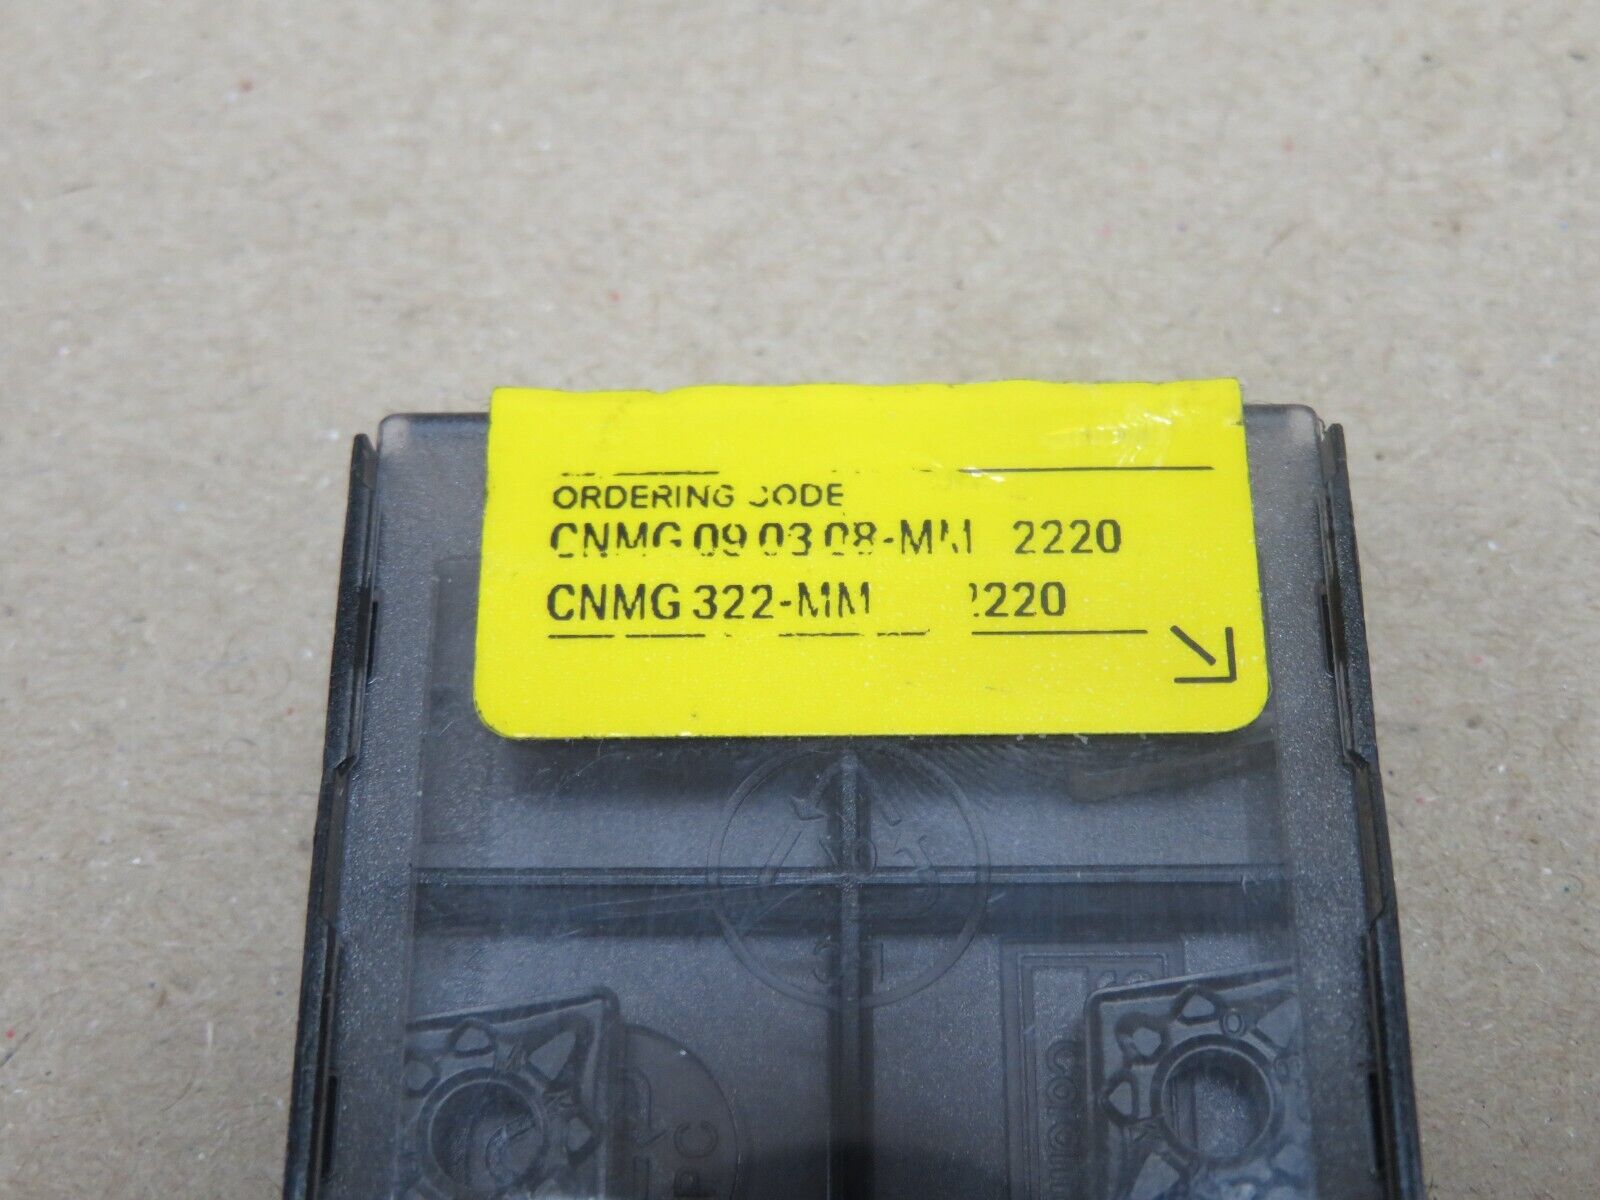 ORDERING CODE
CNMG 09 03 08-MM 2220
CNMG 322-MM 2220